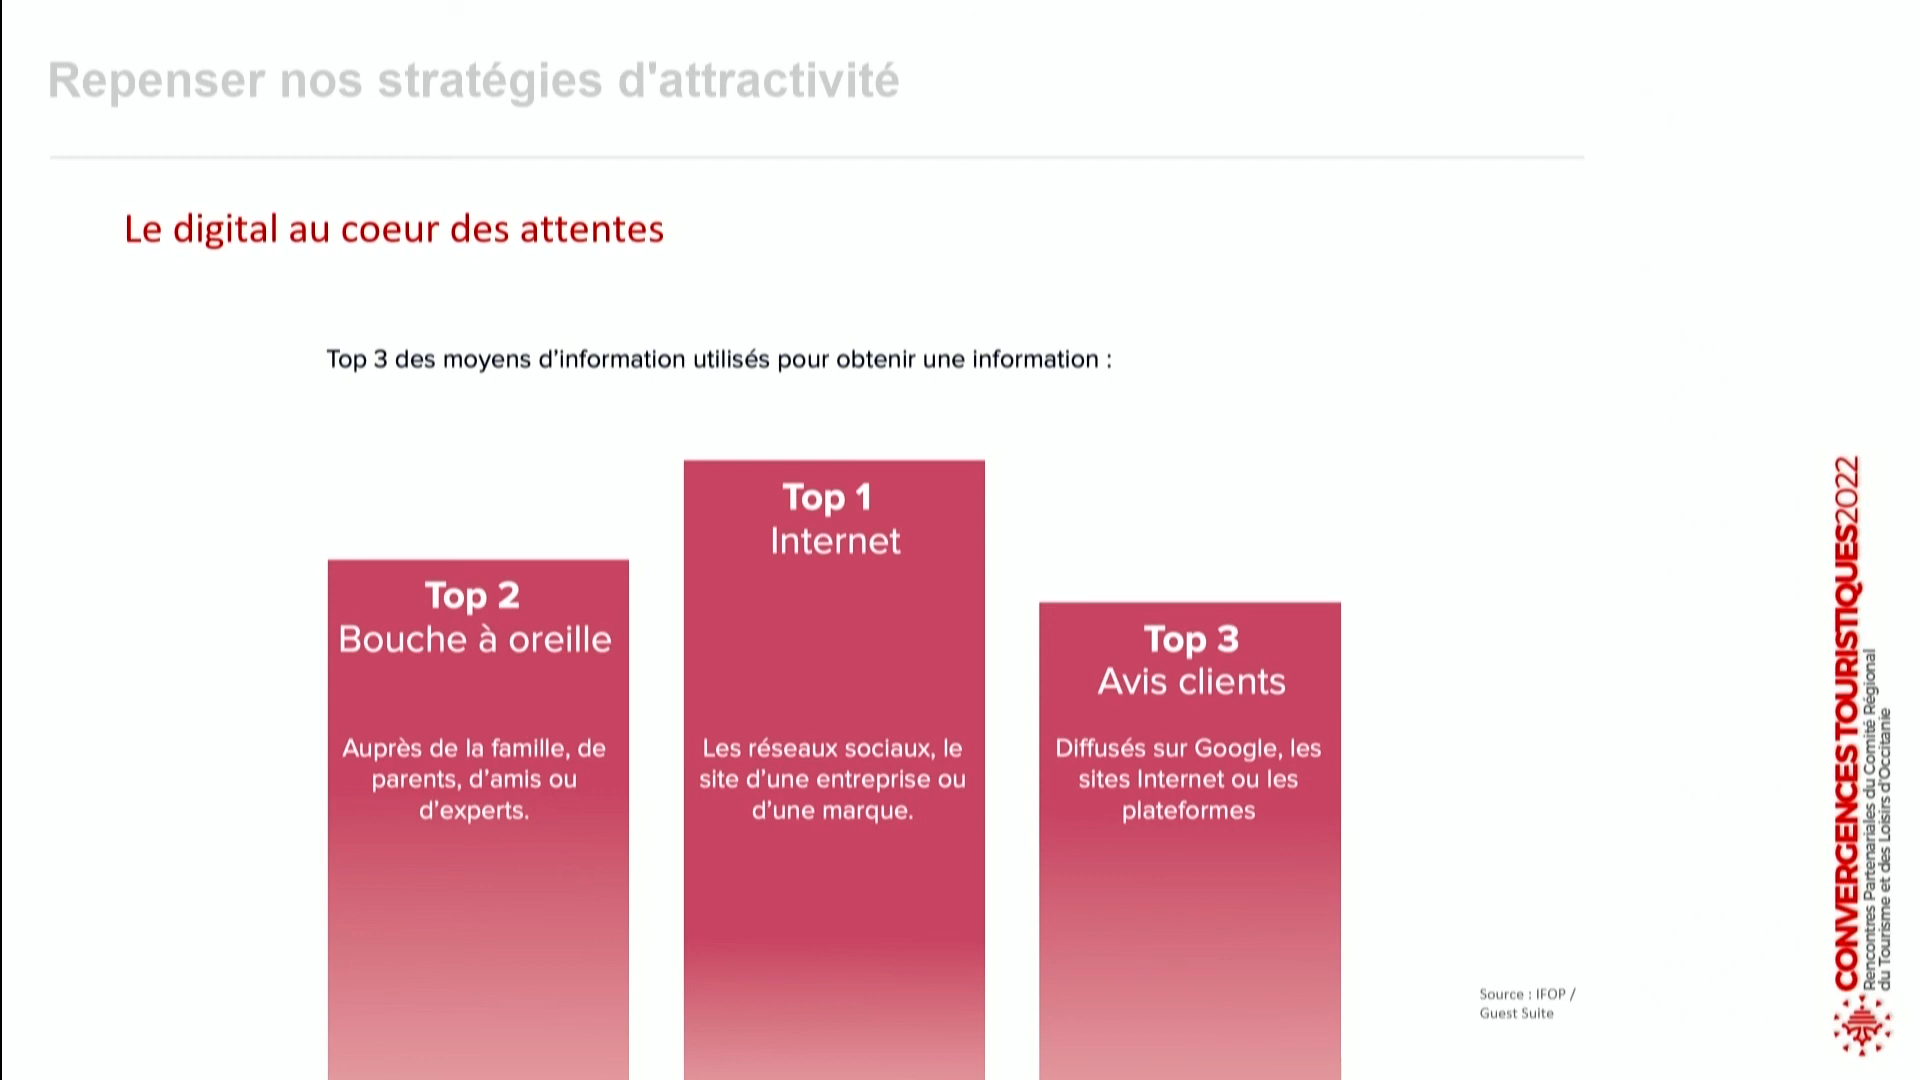 Repenser nos stratégies d'attractivité
Le digital au coeur des attentes
Top 3 des moyens d'information utilisés pour obtenir une information :
Top 2
Bouche à oreille
Auprès de la famille, de
parents, d'amis ou
d'experts.
Top 1
Internet
Les réseaux sociaux, le
site d'une entreprise ou
d'une marque.
Top 3
Avis clients
Diffusés sur Google, les
sites Internet ou les
plateformes
Source : IFOP /
Guest Suite
CONVERGENCESTOURISTIQUES2022
Rencontres Partenariales du Comité Régional
du Tourisme et des Loisirs d'Occitanie